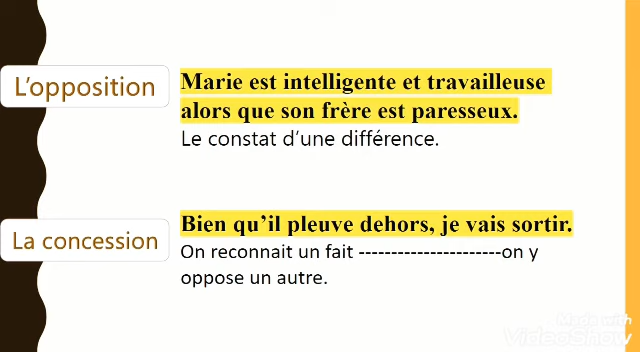 L’opposition
Marie est intelligente et travailleuse
alors que son frère est paresseux.
Le constat d’une différence.
La concession
Bien qu’il pleuve dehors, je vais sortir.
On reconnait un fait ----------------------on y
oppose un autre.
Made with
VideoShow